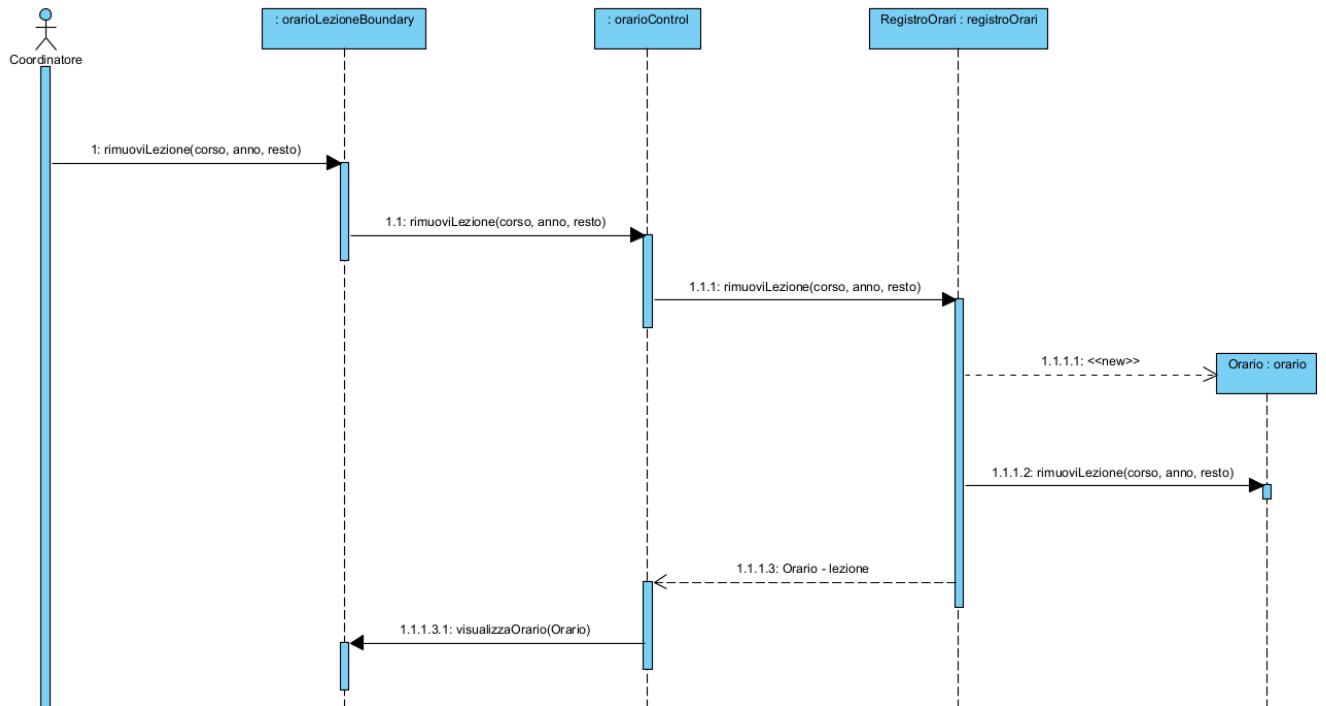 : orarioLezioneBoundary
: orarioControl
RegistroOrari : registroOrari
Coordinatore
1: rimuoviLezione(corso, anno, resto)
1.1: rimuoviLezione(corso, anno, resto)
1.1.1: rimuoviLezione(corso, anno, resto)
1.1.1.1: <<new>>
Orario : orario
1.1.1.2: rimuoviLezione(corso, anno, resto)
1.1.1.3: Orario - lezione
1.1.1.3.1: visualizzaOrario(Orario)